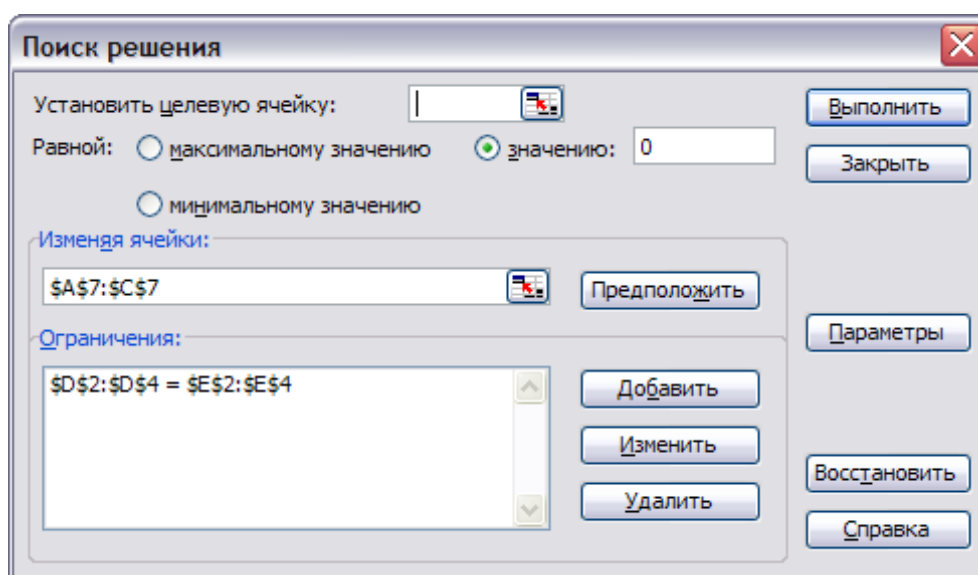 Поиск решения
Установить целевую ячейку:
Выполнить
Равной: максимальному значению значению: 0
Закрыть
минимальному значению
Изменяя ячейки:
$A$7:$C$7
Предположить
Ограничения:
Параметры
$D$2:$D$4 = $E$2:$E$4
Добавить
Изменить
Восстановить
Удалить
Справка